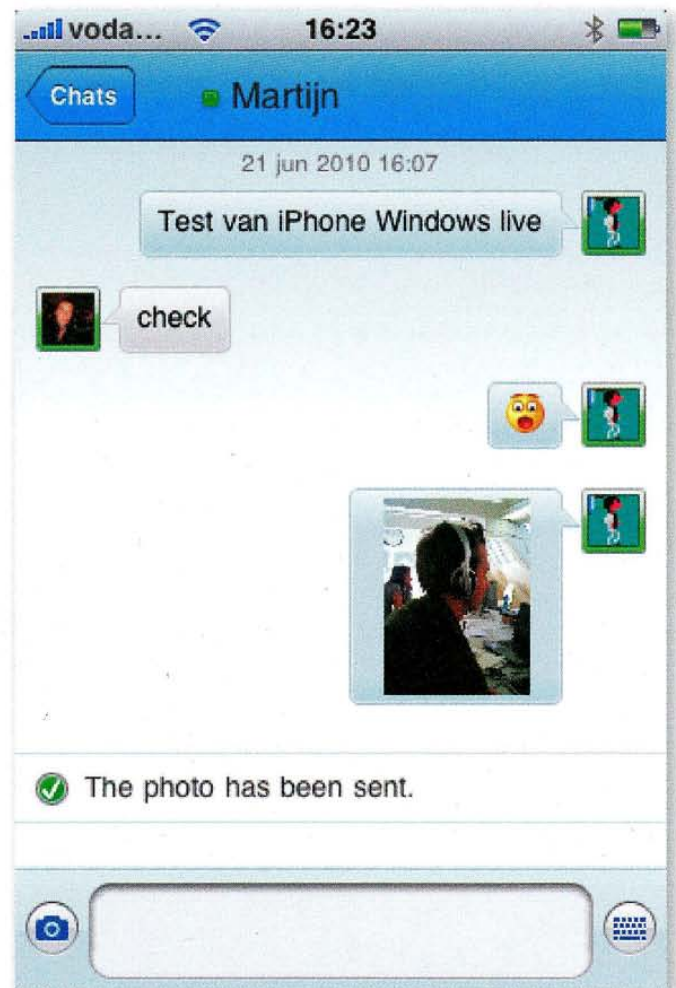 voda... 16:23
Chats Martijn
21 jun 2010 16:07
Test van iPhone Windows live
check
The photo has been sent.